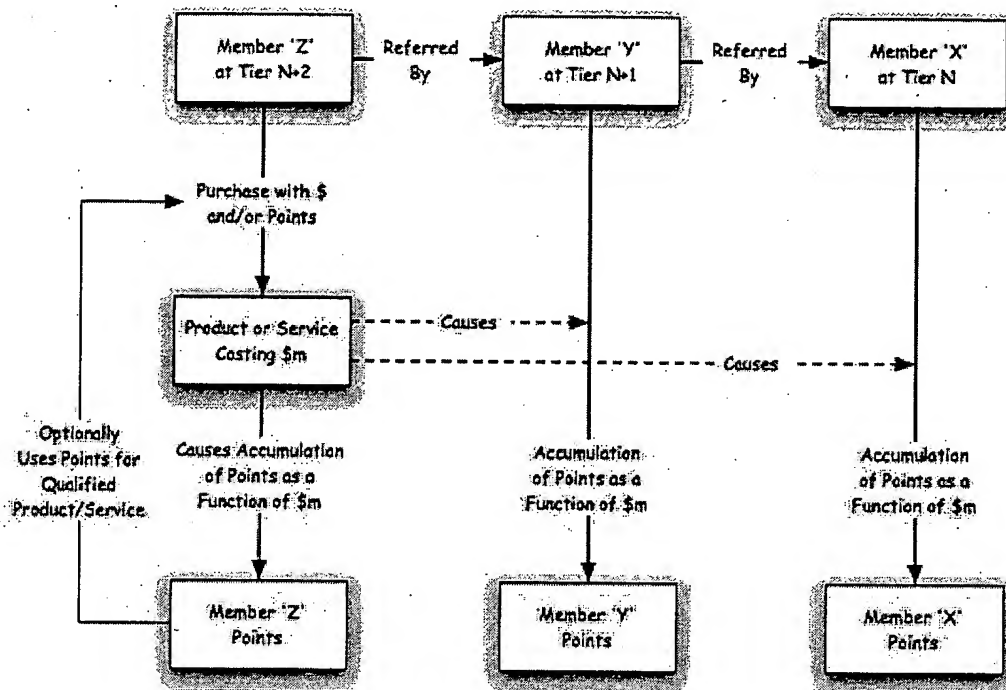 Member 'Z'
at Tier N+2
Referred
By
Member 'Y'
at Tier N+1
Referred
By
Member 'X'
at Tier N
Purchase with $
and/or Points
Product or Service
Costing $m
Causes
Causes
Optionally
Uses Points for
Qualified
Product/Service
Causes Accumulation
of Points as a
Function of $m
Accumulation
of Points as a
Function of $m
Accumulation
of Points as a
Function of $m
Member 'Z'
Points
Member 'Y'
Points
Member 'X'
Points